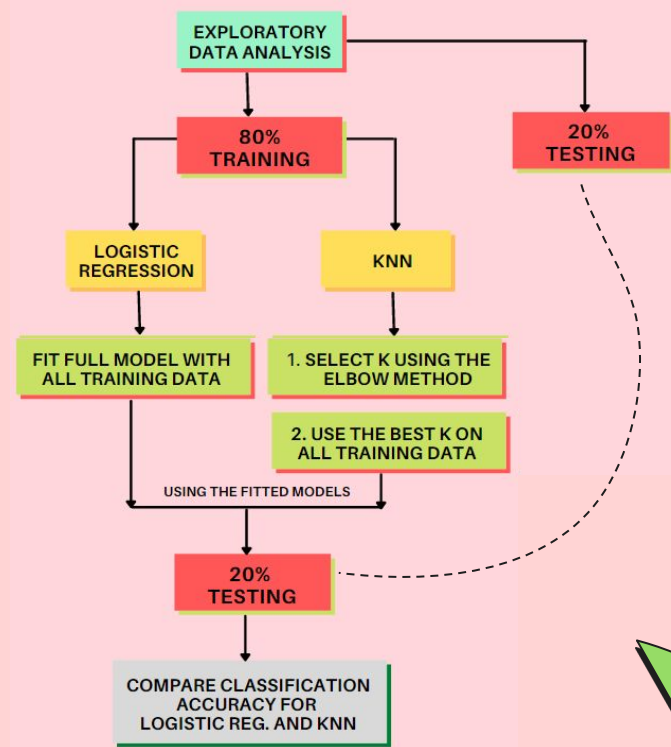 EXPLORATORY
DATA ANALYSIS
80%
TRAINING
20%
TESTING
LOGISTIC
REGRESSION
KNN
FIT FULL MODEL WITH
ALL TRAINING DATA
1. SELECT K USING THE
ELBOW METHOD
2. USE THE BEST K ON
ALL TRAINING DATA
USING THE FITTED MODELS
20%
TESTING
COMPARE CLASSIFICATION
ACCURACY FOR
LOGISTIC REG. AND KNN